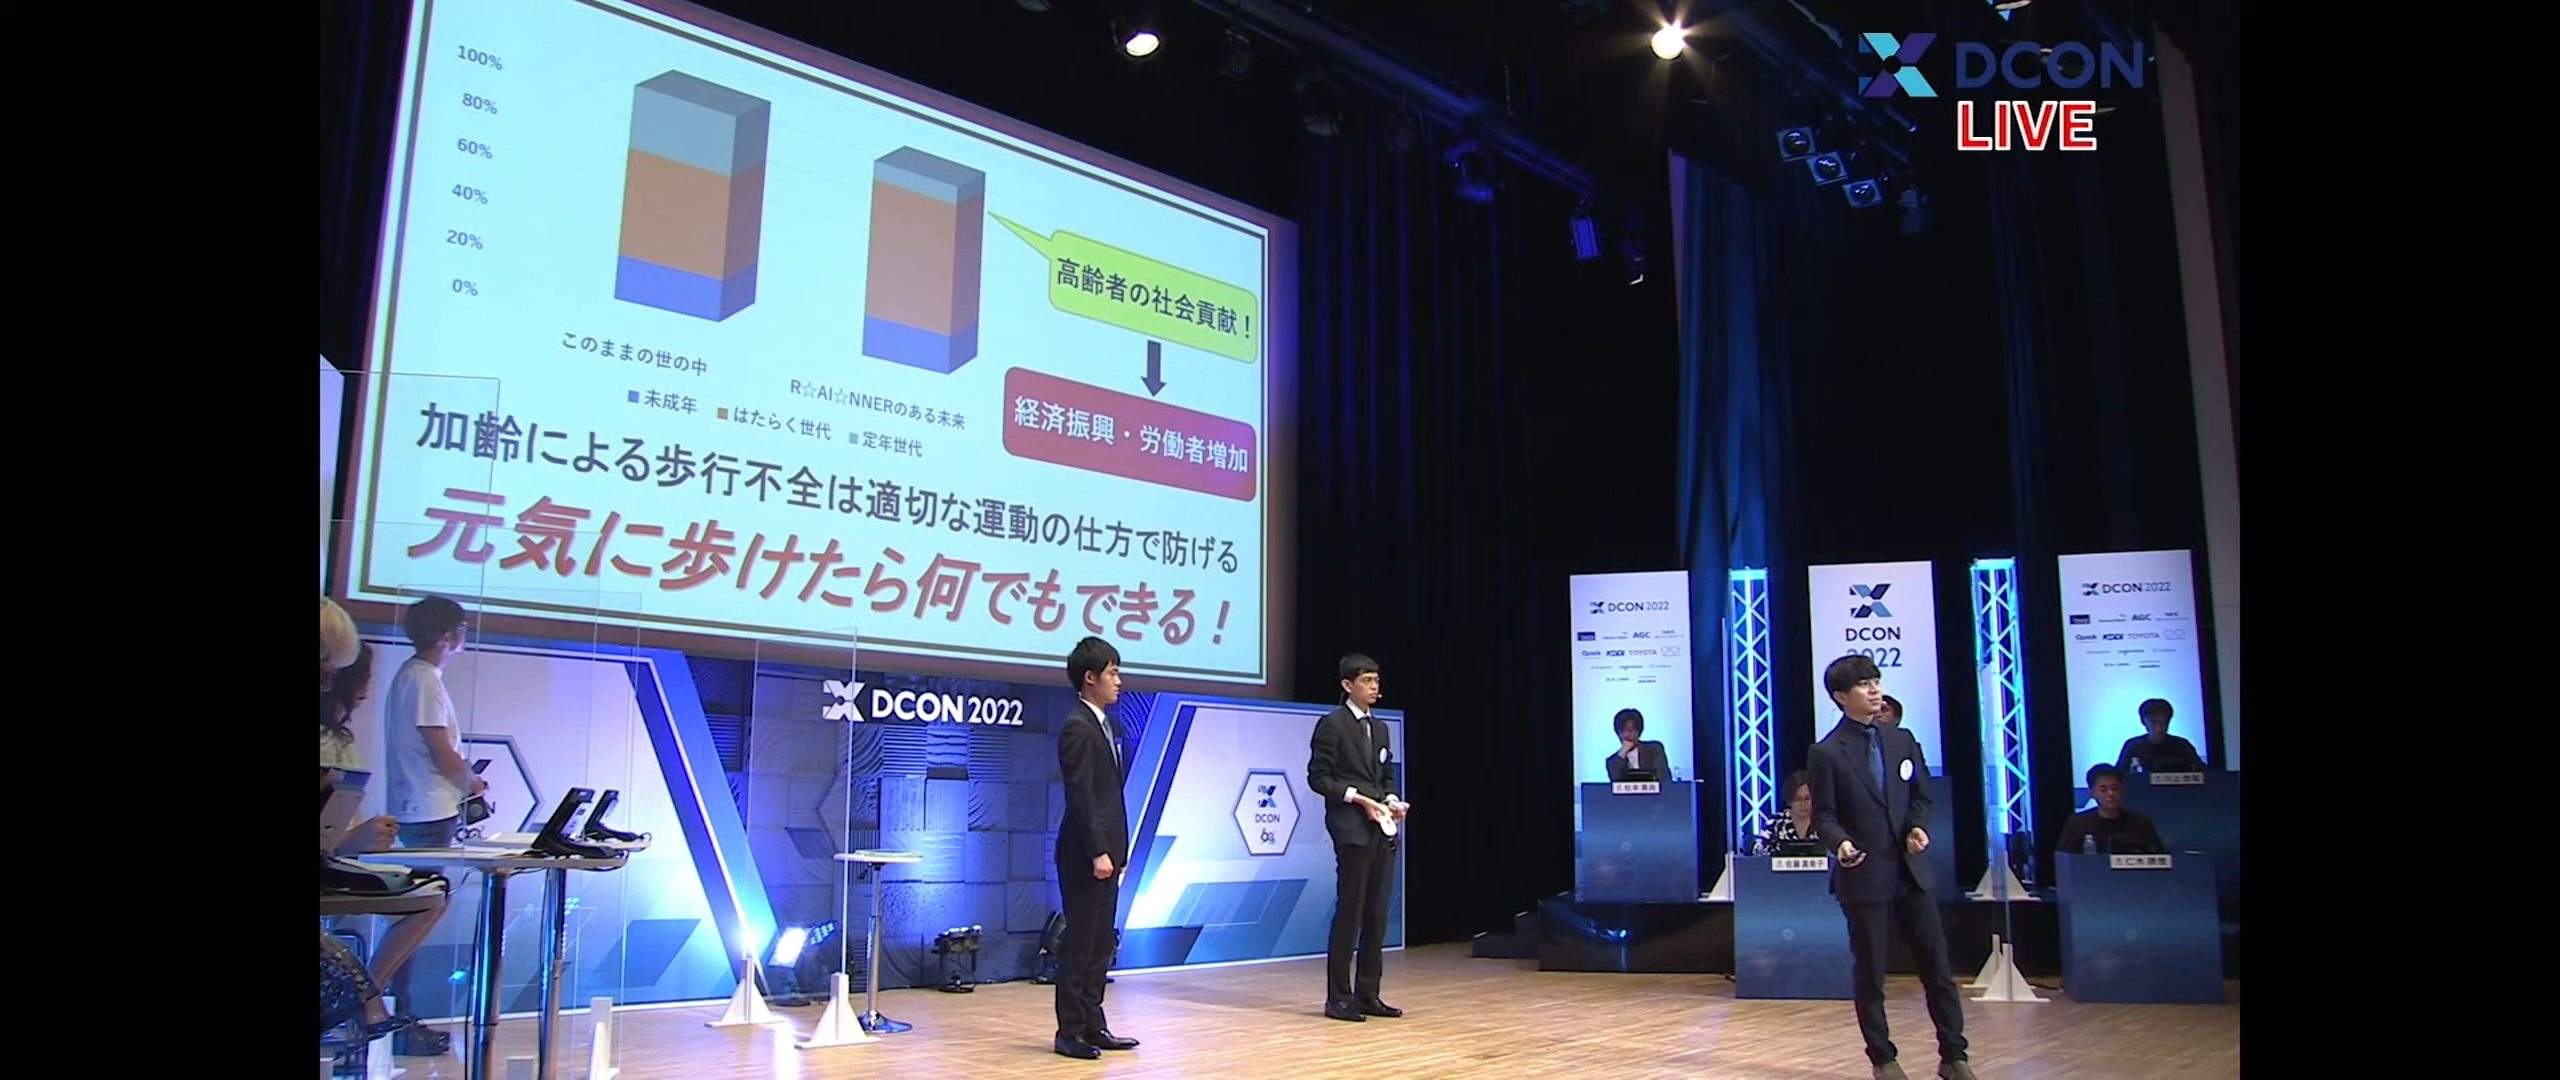 DCON
LIVE
100%
80%
60%
40%
20%
0%
このままの世の中
R☆AI☆NNERのある未来
未成年 はたらく世代 定年世代
高齢者の社会貢献！
経済振興・労働者増加
加齢による歩行不全は適切な運動の仕方で防げる
元気に歩けたら何でもできる！
DCON 2022
DCON
DCON 2022
AGC
TOYOTA
DCON
2022
DCON 2022
AGC
TOYOTA